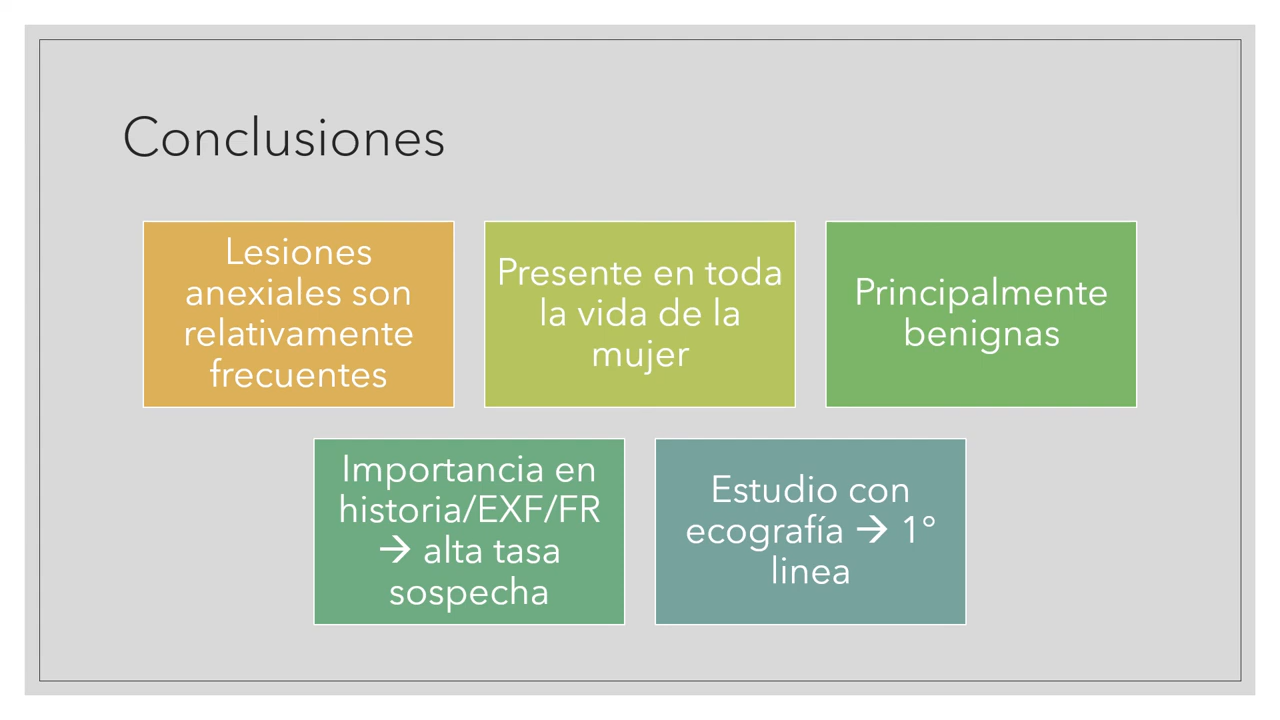 Conclusiones
Lesiones
anexiales son
relativamente
frecuentes
Presente en toda
la vida de la
mujer
Principalmente
benignas
Importancia en
historia/EXF/FR
→ alta tasa
sospecha
Estudio con
ecografía → 1°
linea